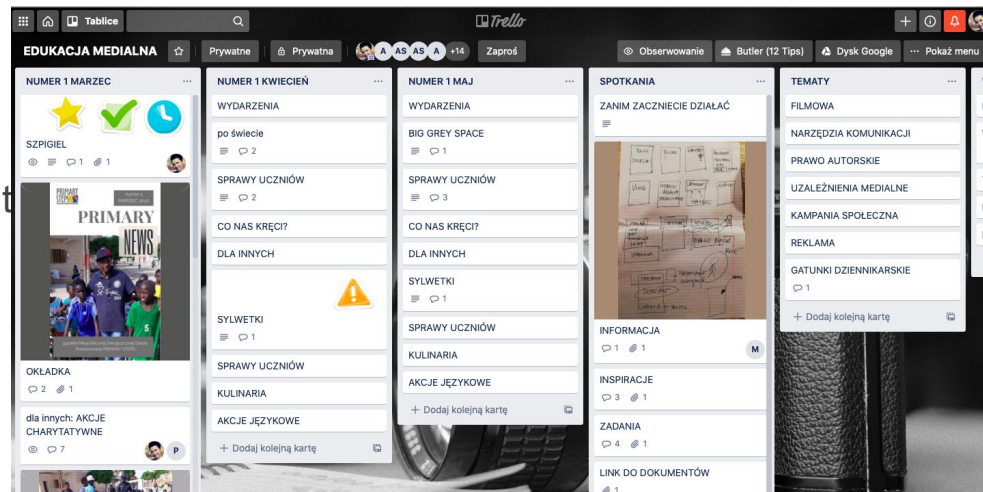 Tablice
Trello
EDUKACJA MEDIALNA
Prywatne
Prywatna
A AS AS A +14
Zaproś
Obserwowanie
Butler (12 Tips)
Dysk Google
Pokaż menu
NUMER 1 MARZEC
SZPIGIEL
1 1
PRIMARY
NEWS
OKŁADKA
2 1
dla innych: AKCJE
CHARYTATYWNE
7
P
NUMER 1 KWIECIEŃ
WYDARZENIA
po świecie
2
SPRAWY UCZNIÓW
2
CO NAS KRĘCI?
DLA INNYCH
SYLWETKI
1
SPRAWY UCZNIÓW
KULINARIA
AKCJE JĘZYKOWE
+ Dodaj kolejną kartę
NUMER 1 MAJ
WYDARZENIA
BIG GREY SPACE
1
SPRAWY UCZNIÓW
3
CO NAS KRĘCI?
DLA INNYCH
SYLWETKI
1
SPRAWY UCZNIÓW
KULINARIA
AKCJE JĘZYKOWE
+ Dodaj kolejną kartę
SPOTKANIA
ZANIM ZACZNIECIE DZIAŁAĆ
INFORMACJA
1 1
M
INSPIRACJE
3 1
ZADANIA
4 1
LINK DO DOKUMENTÓW
1
TEMATY
FILMOWA
NARZĘDZIA KOMUNIKACJI
PRAWO AUTORSKIE
UZALEŻNIENIA MEDIALNE
KAMPANIA SPOŁECZNA
REKLAMA
GATUNKI DZIENNIKARSKIE
1
+ Dodaj kolejną kartę
t